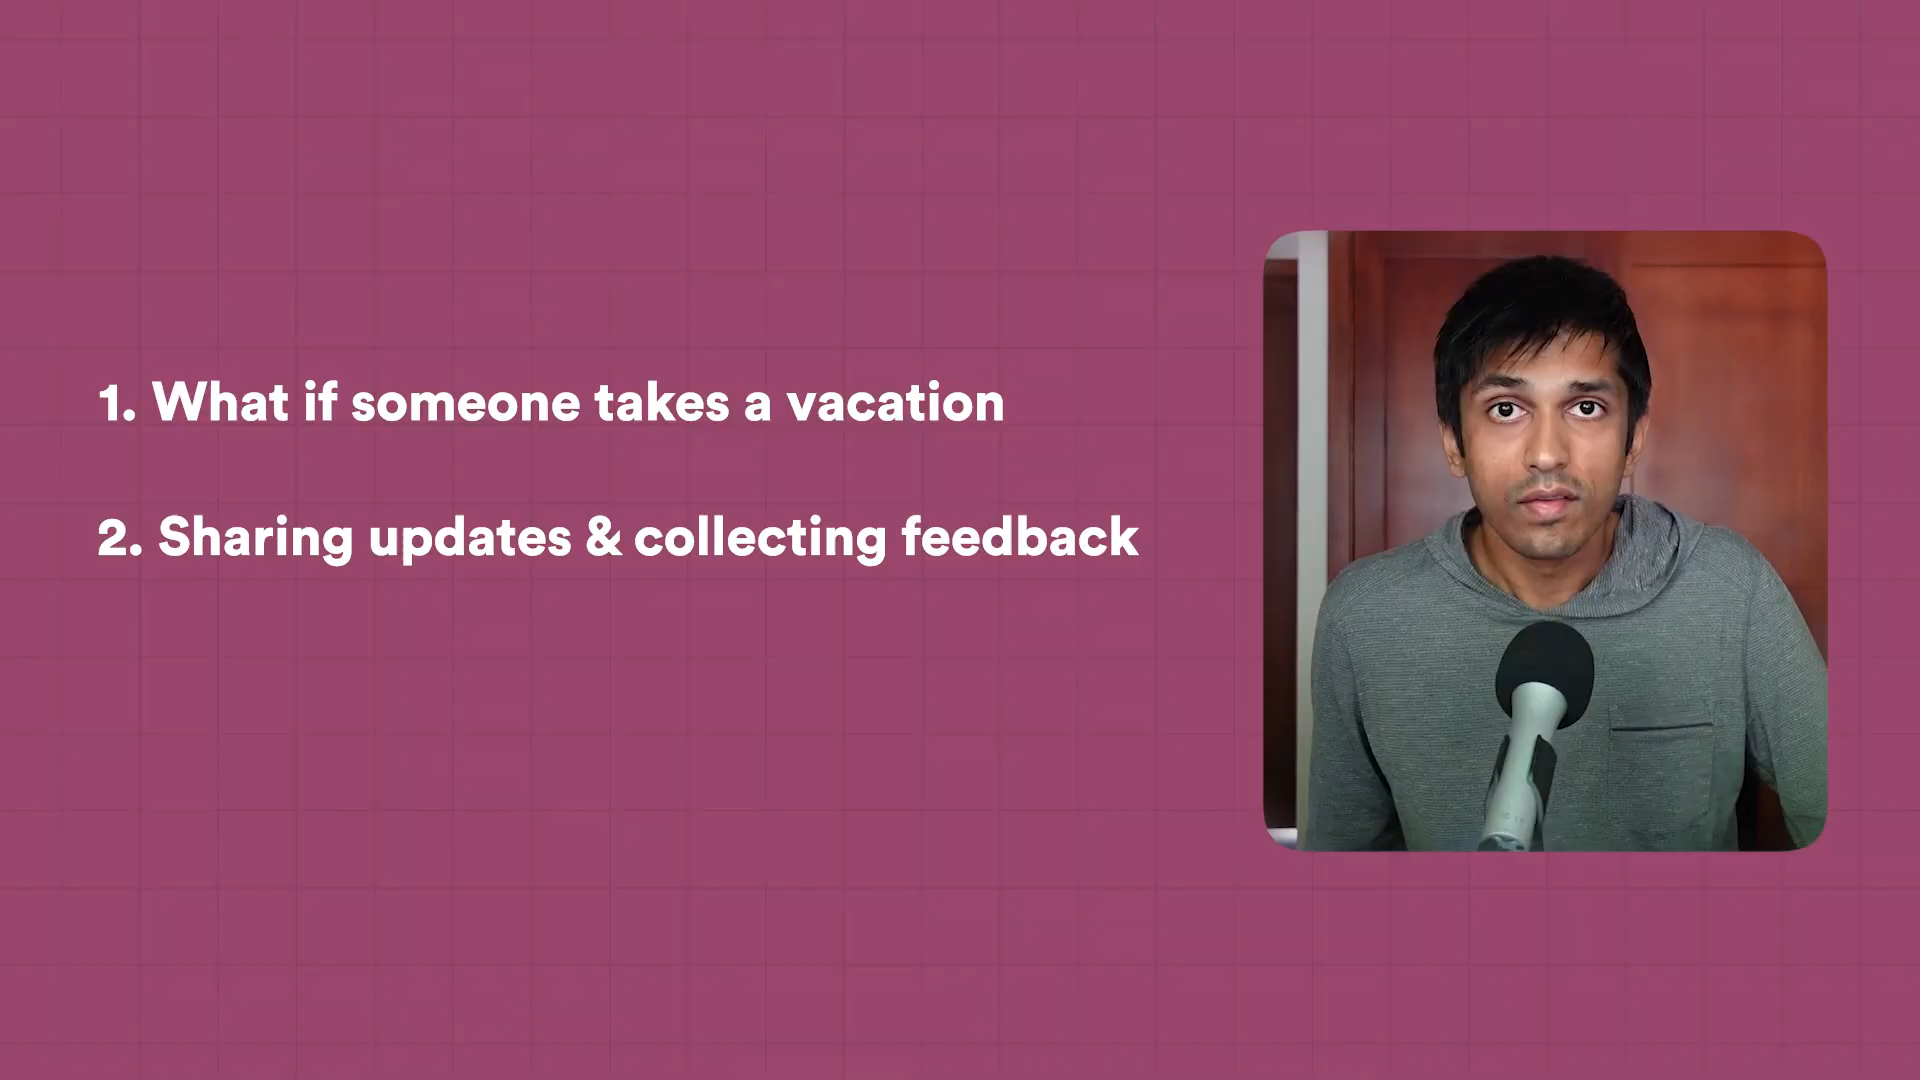 1. What if someone takes a vacation
2. Sharing updates & collecting feedback